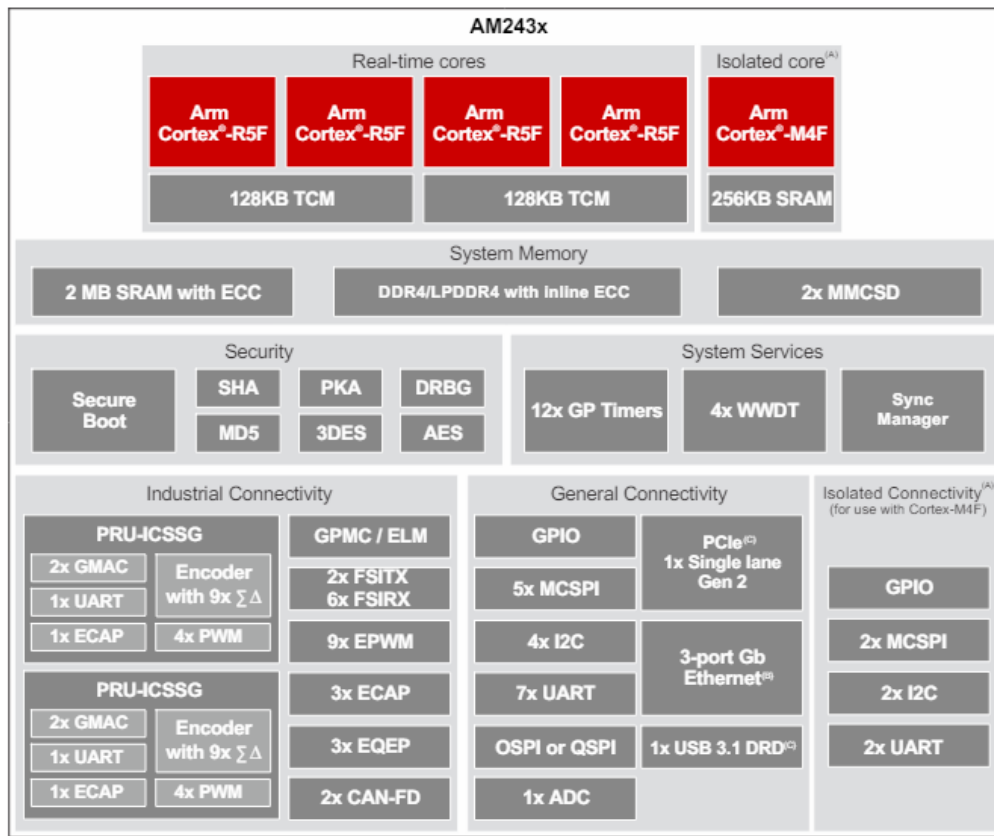 AM243x
Real-time cores
Isolated core(A)
Arm
Cortex®-R5F
Arm
Cortex®-R5F
Arm
Cortex®-R5F
Arm
Cortex®-R5F
Arm
Cortex®-M4F
128KB TCM
128KB TCM
256KB SRAM
System Memory
2 MB SRAM with ECC
DDR4/LPDDR4 with inline ECC
2x MMCSD
Security
Secure
Boot
SHA
PKA
DRBG
MD5
3DES
AES
System Services
12x GP Timers
4x WWDT
Sync
Manager
Industrial Connectivity
PRU-ICSSG
2x GMAC
1x UART
1x ECAP
Encoder
with 9x ∑∆
4x PWM
PRU-ICSSG
2x GMAC
1x UART
1x ECAP
Encoder
with 9x ∑∆
4x PWM
GPMC / ELM
2x FSITX
6x FSIRX
9x EPWM
3x ECAP
3x EQEP
2x CAN-FD
General Connectivity
GPIO
5x MCSPI
4x I2C
7x UART
OSPI or QSPI
1x ADC
PCIe(C)
1x Single lane
Gen 2
3-port Gb
Ethernet(B)
1x USB 3.1 DRD(C)
Isolated Connectivity(A)
(for use with Cortex-M4F)
GPIO
2x MCSPI
2x I2C
2x UART